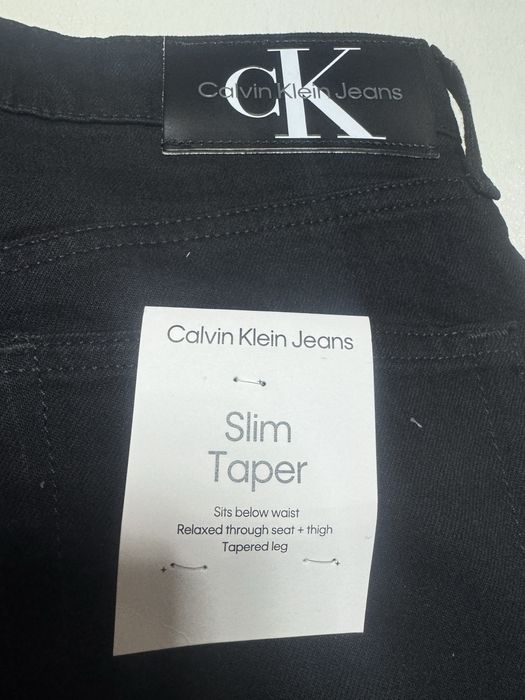 CK
Calvin Klein Jeans
Calvin Klein Jeans
Slim
Taper
Sits below waist
Relaxed through seat + thigh
Tapered leg